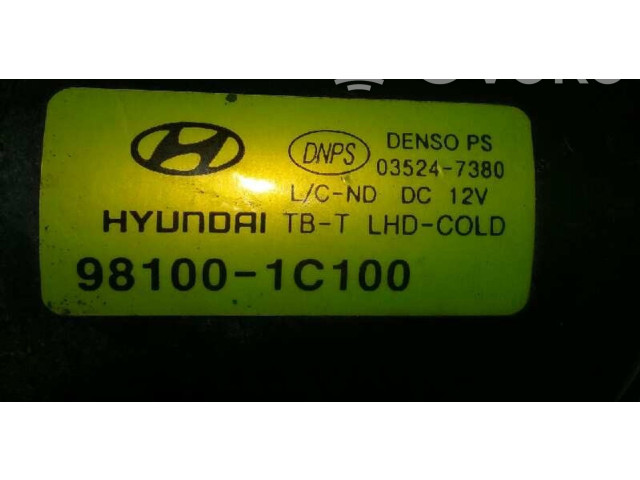 DNPS DENSO PS
03524-7380
L/C-ND DC 12V
HYUNDAI TB-T LHD-COLD
98100-1C100